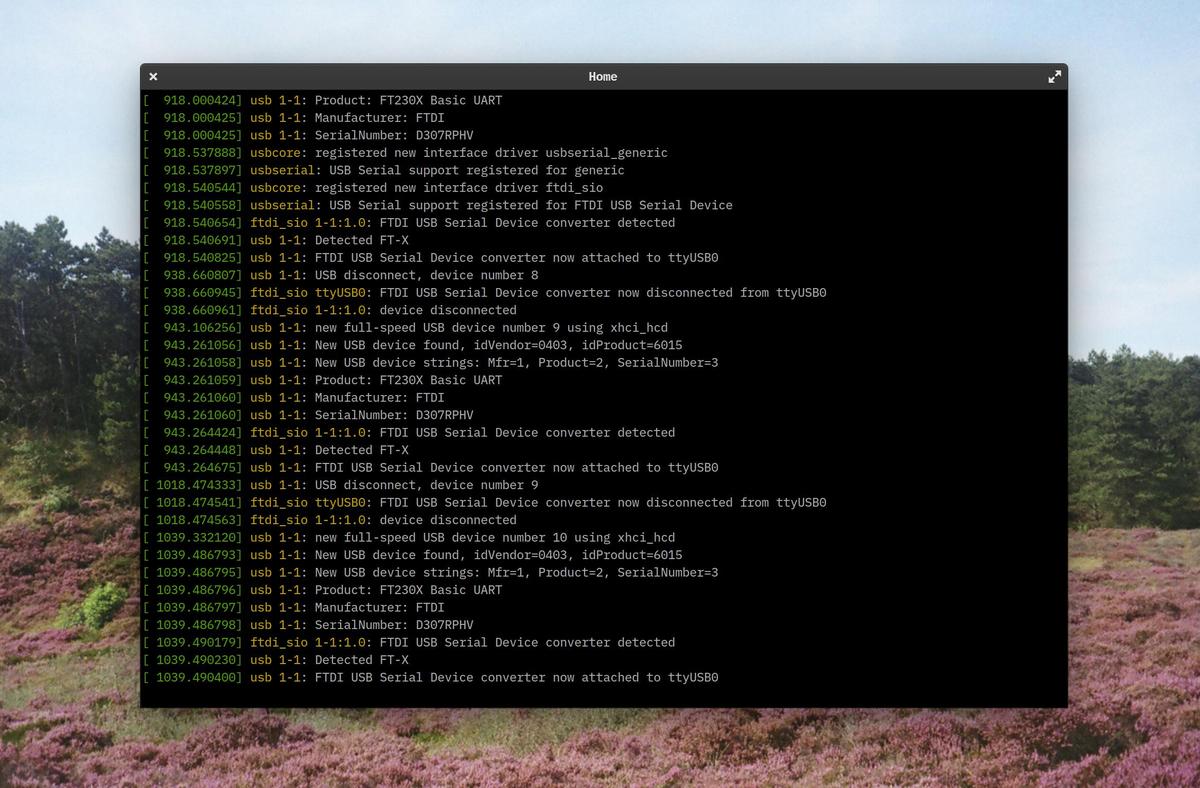 Home
[  918.000424] usb 1-1: Product: FT230X Basic UART
[  918.000425] usb 1-1: Manufacturer: FTDI
[  918.000425] usb 1-1: SerialNumber: D307RPHV
[  918.537888] usbcore: registered new interface driver usbserial_generic
[  918.537897] usbserial: USB Serial support registered for generic
[  918.540544] usbcore: registered new interface driver ftdi_sio
[  918.540558] usbserial: USB Serial support registered for FTDI USB Serial Device
[  918.540654] ftdi_sio 1-1:1.0: FTDI USB Serial Device converter detected
[  918.540691] usb 1-1: Detected FT-X
[  918.540825] usb 1-1: FTDI USB Serial Device converter now attached to ttyUSB0
[  938.660807] usb 1-1: USB disconnect, device number 8
[  938.660945] ftdi_sio ttyUSB0: FTDI USB Serial Device converter now disconnected from ttyUSB0
[  938.660961] ftdi_sio 1-1:1.0: device disconnected
[  943.106256] usb 1-1: new full-speed USB device number 9 using xhci_hcd
[  943.261056] usb 1-1: New USB device found, idVendor=0403, idProduct=6015
[  943.261058] usb 1-1: New USB device strings: Mfr=1, Product=2, SerialNumber=3
[  943.261059] usb 1-1: Product: FT230X Basic UART
[  943.261060] usb 1-1: Manufacturer: FTDI
[  943.261060] usb 1-1: SerialNumber: D307RPHV
[  943.264424] ftdi_sio 1-1:1.0: FTDI USB Serial Device converter detected
[  943.264448] usb 1-1: Detected FT-X
[  943.264675] usb 1-1: FTDI USB Serial Device converter now attached to ttyUSB0
[ 1018.474333] usb 1-1: USB disconnect, device number 9
[ 1018.474541] ftdi_sio ttyUSB0: FTDI USB Serial Device converter now disconnected from ttyUSB0
[ 1018.474563] ftdi_sio 1-1:1.0: device disconnected
[ 1039.332120] usb 1-1: new full-speed USB device number 10 using xhci_hcd
[ 1039.486793] usb 1-1: New USB device found, idVendor=0403, idProduct=6015
[ 1039.486795] usb 1-1: New USB device strings: Mfr=1, Product=2, SerialNumber=3
[ 1039.486796] usb 1-1: Product: FT230X Basic UART
[ 1039.486797] usb 1-1: Manufacturer: FTDI
[ 1039.486798] usb 1-1: SerialNumber: D307RPHV
[ 1039.490179] ftdi_sio 1-1:1.0: FTDI USB Serial Device converter detected
[ 1039.490230] usb 1-1: Detected FT-X
[ 1039.490400] usb 1-1: FTDI USB Serial Device converter now attached to ttyUSB0